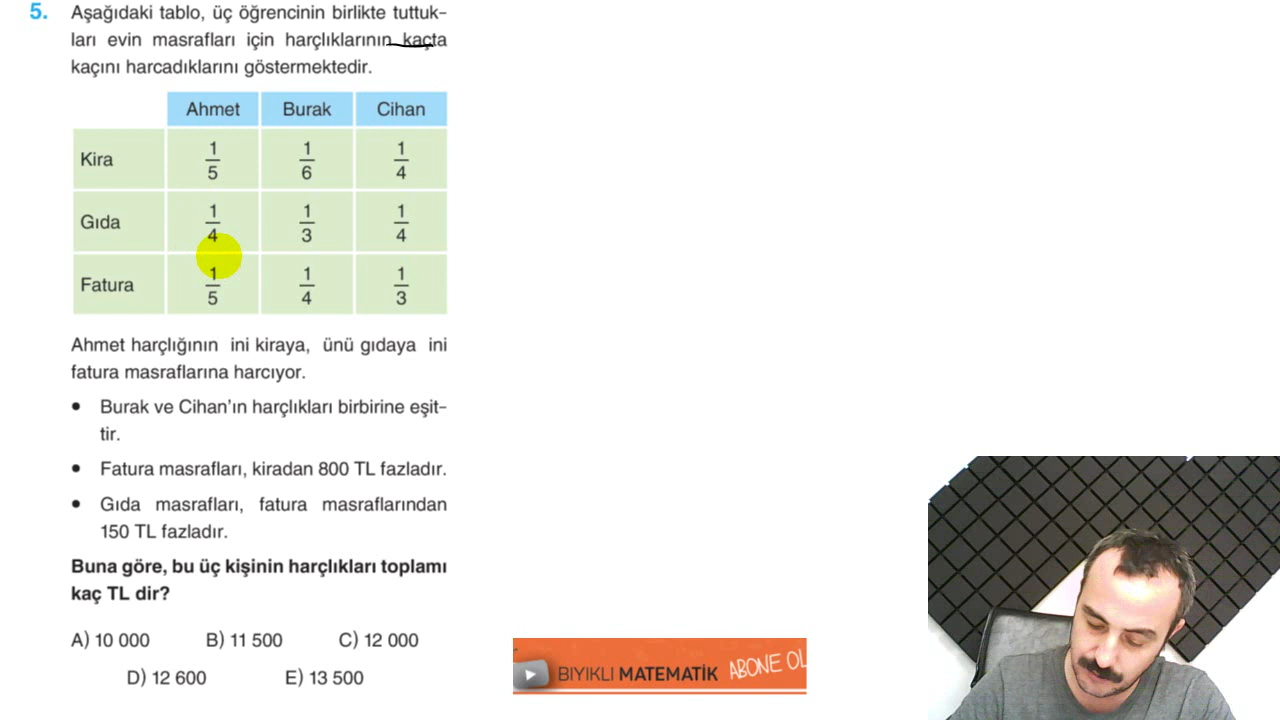 5. Aşağıdaki tablo, üç öğrencinin birlikte tuttuk-
ları evin masrafları için harçlıklarının kaçta
kaçını harcadıklarını göstermektedir.
Ahmet Burak Cihan
Kira 1/5 1/6 1/4
Gıda 1/4 1/3 1/4
Fatura 1/5 1/4 1/3
Ahmet harçlığının ini kiraya, ünü gıdaya ini
fatura masraflarına harcıyor.
• Burak ve Cihan’ın harçlıkları birbirine eşit-
tir.
• Fatura masrafları, kiradan 800 TL fazladır.
• Gıda masrafları, fatura masraflarından
150 TL fazladır.
Buna göre, bu üç kişinin harçlıkları toplamı
kaç TL dir?
A) 10 000 B) 11 500 C) 12 000
D) 12 600 E) 13 500
BIYIKLI MATEMATİK ABONE OL